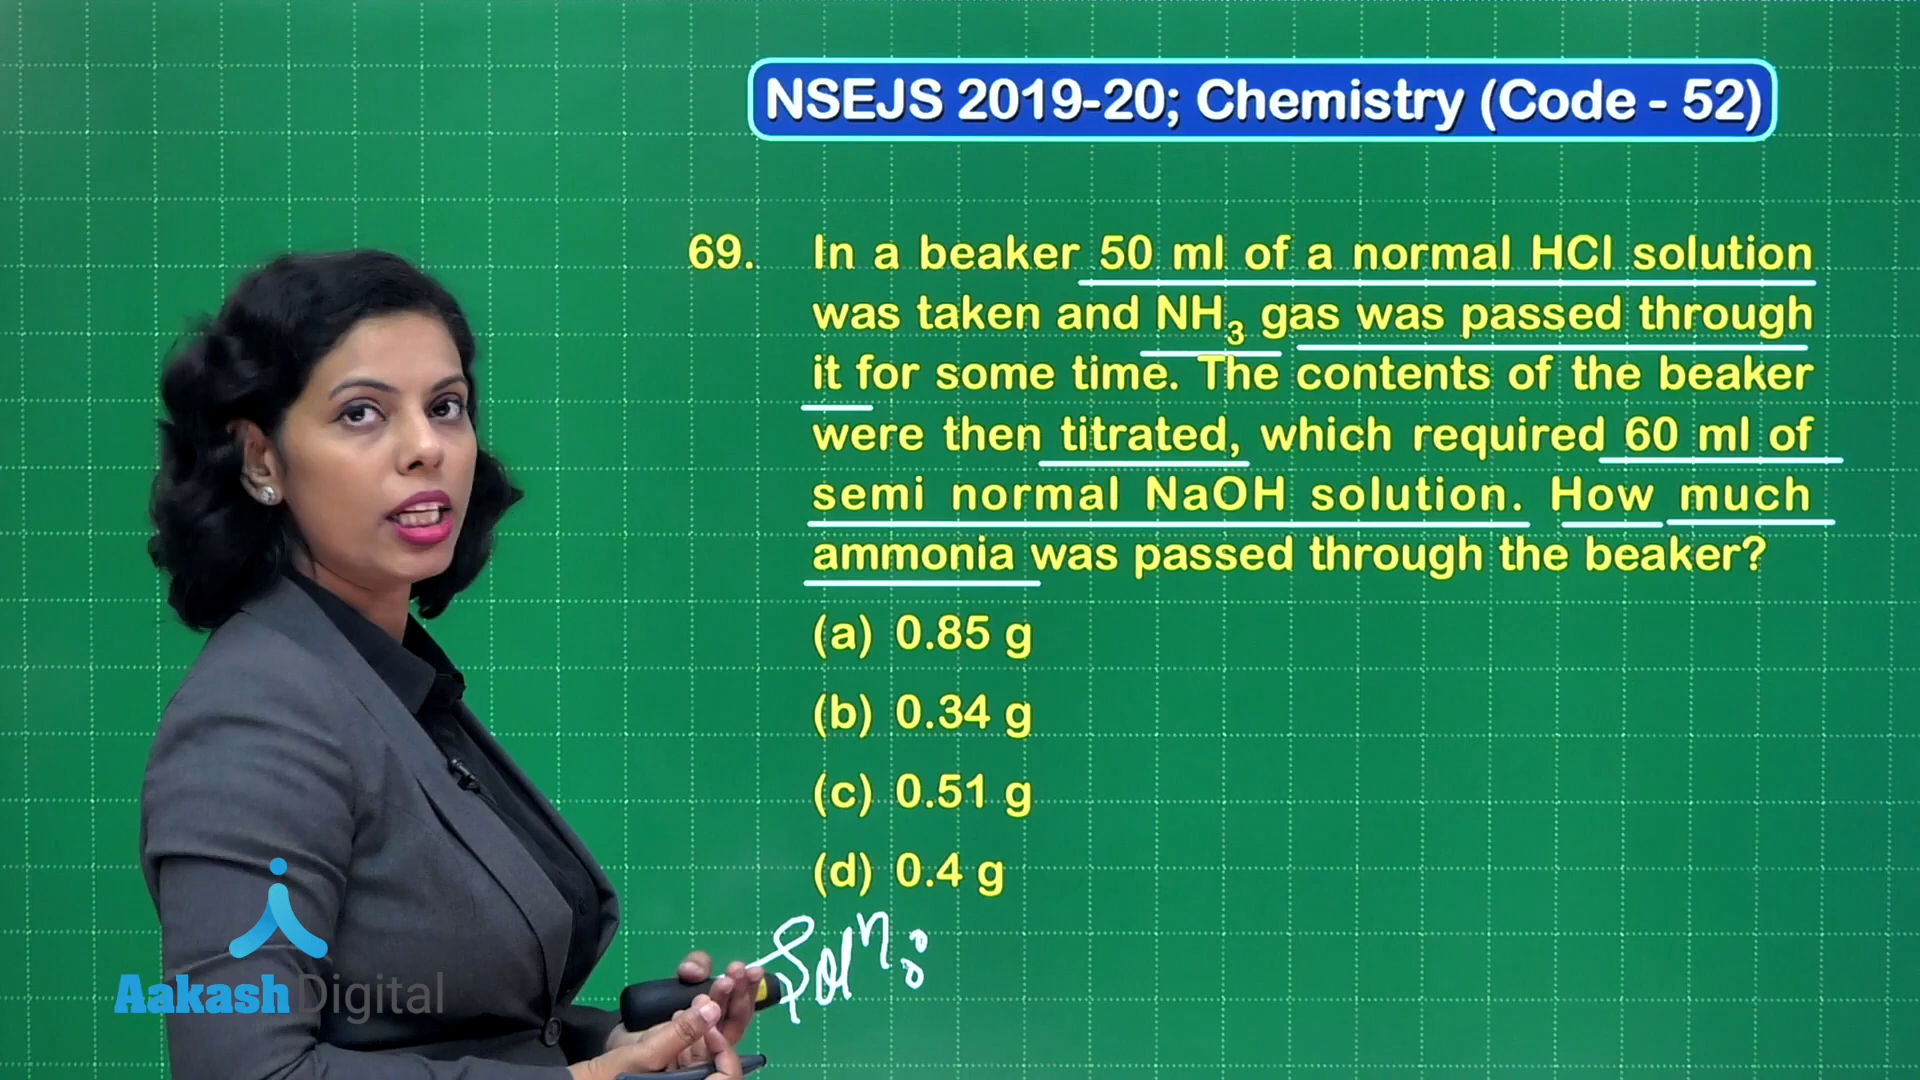 NSEJS 2019-20; Chemistry (Code - 52)
69. In a beaker 50 ml of a normal HCl solution
was taken and NH₃ gas was passed through
it for some time. The contents of the beaker
were then titrated, which required 60 ml of
semi normal NaOH solution. How much
ammonia was passed through the beaker?
(a) 0.85 g
(b) 0.34 g
(c) 0.51 g
(d) 0.4 g
Solⁿ:
Aakash Digital